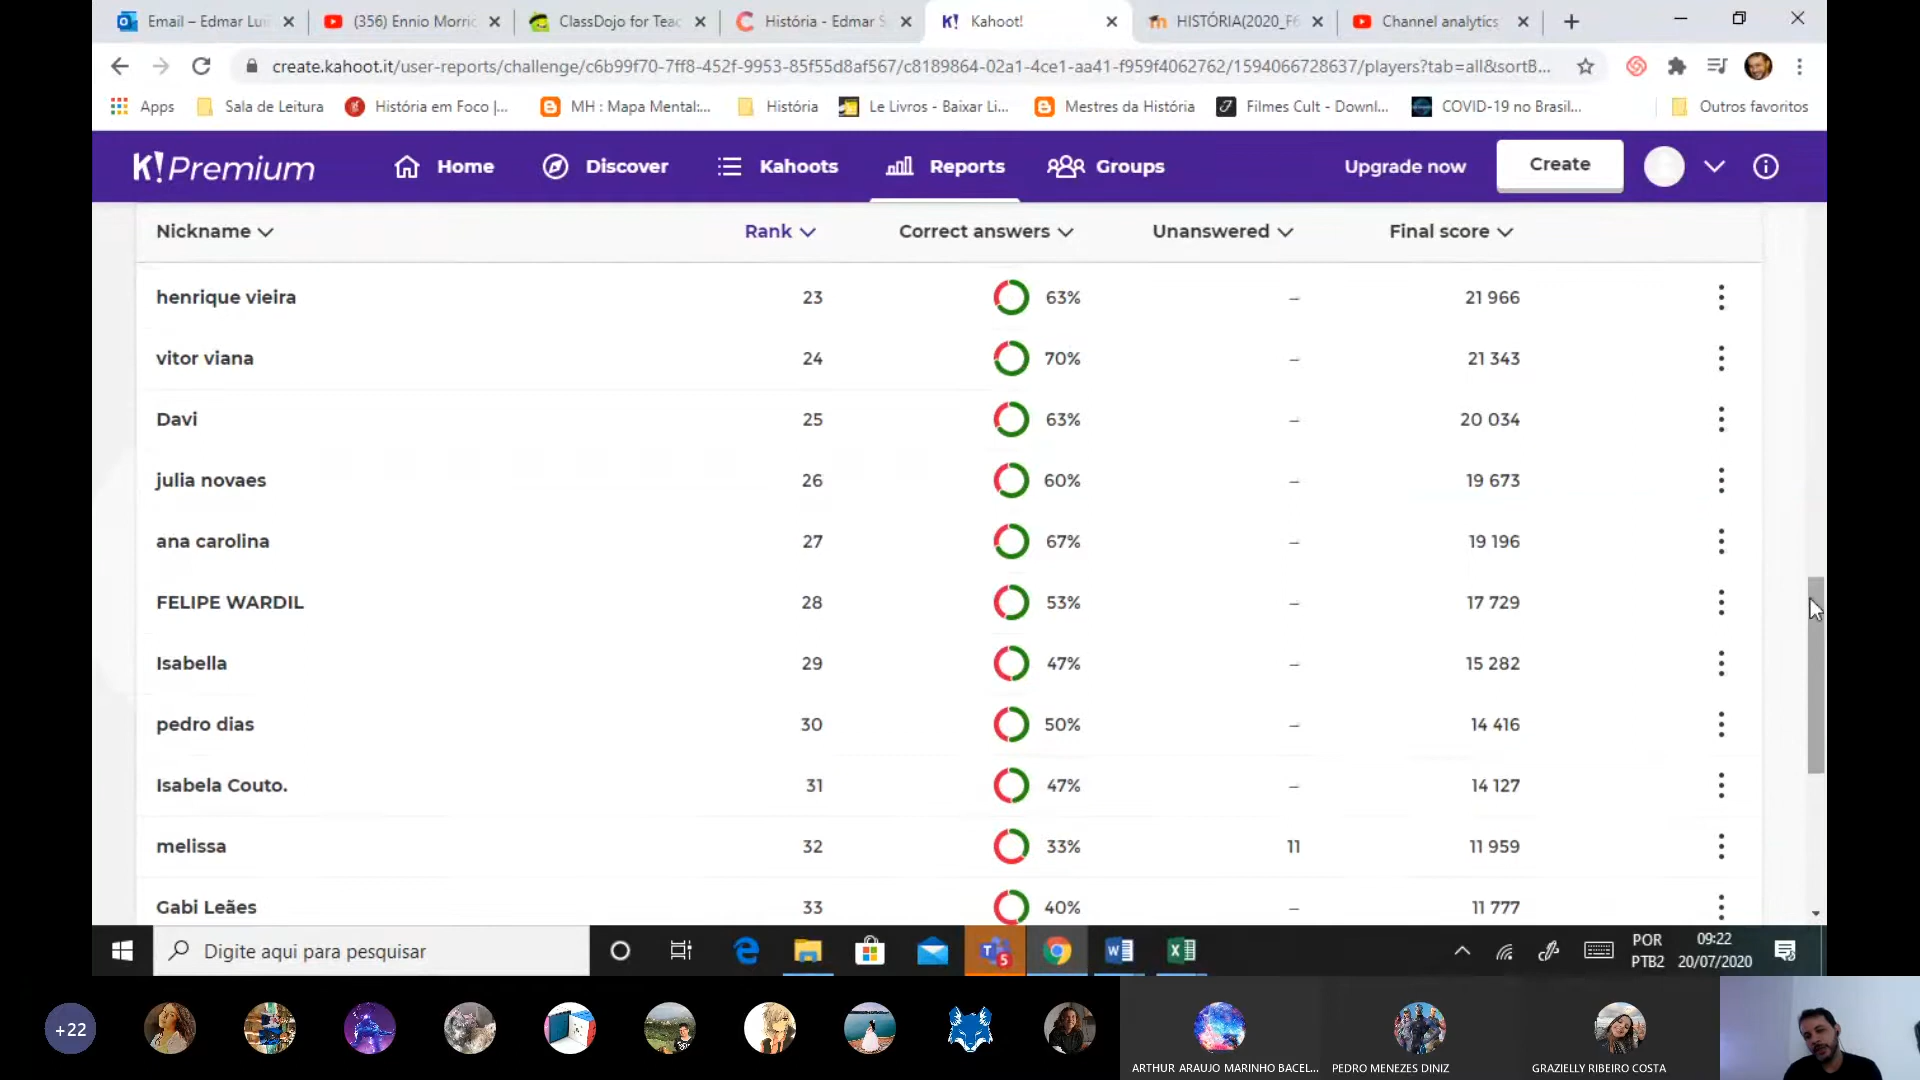 Email – Edmar Lui
(356) Ennio Morric
ClassDojo for Teac
História - Edmar S
K! Kahoot!
HISTÓRIA(2020_F6
Channel analytics
create.kahoot.it/user-reports/challenge/c6b99f70-7ff8-452f-9953-85f55d8af567/c8189864-02a1-4ce1-aa41-f959f4062762/1594066728637/players?tab=all&sortB...
Apps
Sala de Leitura
História em Foco |...
MH : Mapa Mental:...
História
Le Livros - Baixar Li...
Mestres da História
Filmes Cult - Downl...
COVID-19 no Brasil...
Outros favoritos
K! Premium
Home
Discover
Kahoots
Reports
Groups
Upgrade now
Create
Nickname Rank Correct answers Unanswered Final score
henrique vieira 23 63% – 21 966
vitor viana 24 70% – 21 343
Davi 25 63% – 20 034
julia novaes 26 60% – 19 673
ana carolina 27 67% – 19 196
FELIPE WARDIL 28 53% – 17 729
Isabella 29 47% – 15 282
pedro dias 30 50% – 14 416
Isabela Couto. 31 47% – 14 127
melissa 32 33% 11 11 959
Gabi Leães 33 40% – 11 777
Digite aqui para pesquisar
5
POR
PTB2
09:22
20/07/2020
+22
ARTHUR ARAUJO MARINHO BACEL...
PEDRO MENEZES DINIZ
GRAZIELLY RIBEIRO COSTA